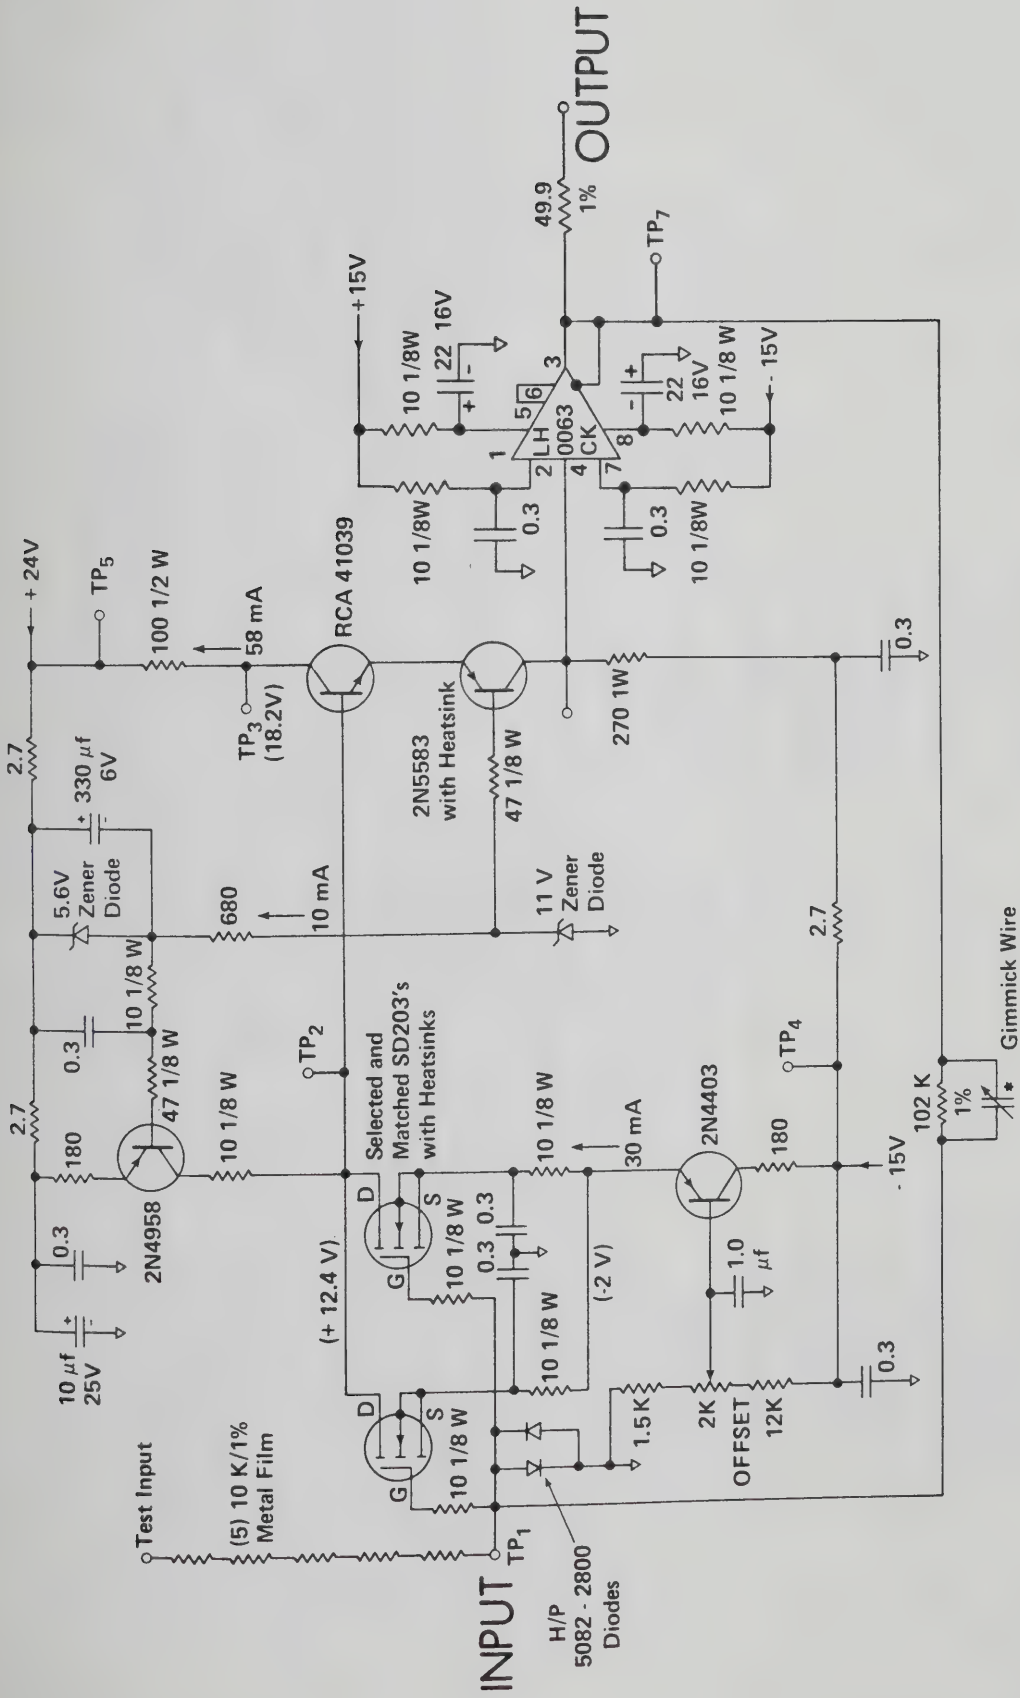 + 24V
2.7
2.7
TP5
100 1/2 W
58 mA
TP3
(18.2V)
RCA 41039
2N5583
with Heatsink
47 1/8 W
5.6V
Zener
Diode
+
330 μf
6V
-
680
10 mA
11 V
Zener
Diode
10 1/8 W
0.3
47 1/8 W
180
0.3
10 μf
25V
+
-
2N4958
10 1/8 W
TP2
(+ 12.4 V)
Selected and
Matched SD203's
with Heatsinks
D
G
S
10 1/8 W
D
G
S
10 1/8 W
0.3
0.3
10 1/8 W
10 1/8 W
(-2 V)
30 mA
2N4403
180
1.0
μf
1.5 K
2K
OFFSET
12K
0.3
- 15V
TP4
2.7
0.3
270 1W
Test Input
(5) 10 K/1%
Metal Film
INPUT
TP1
H/P
5082 - 2800
Diodes
+15V
10 1/8W
22 16V
+ -
10 1/8W
0.3
1
2
4
7
8
5
6
3
LH
0063
CK
- +
22
16V
10 1/8 W
- 15V
0.3
10 1/8W
49.9
1%
OUTPUT
TP7
102 K
1%
*
Gimmick Wire